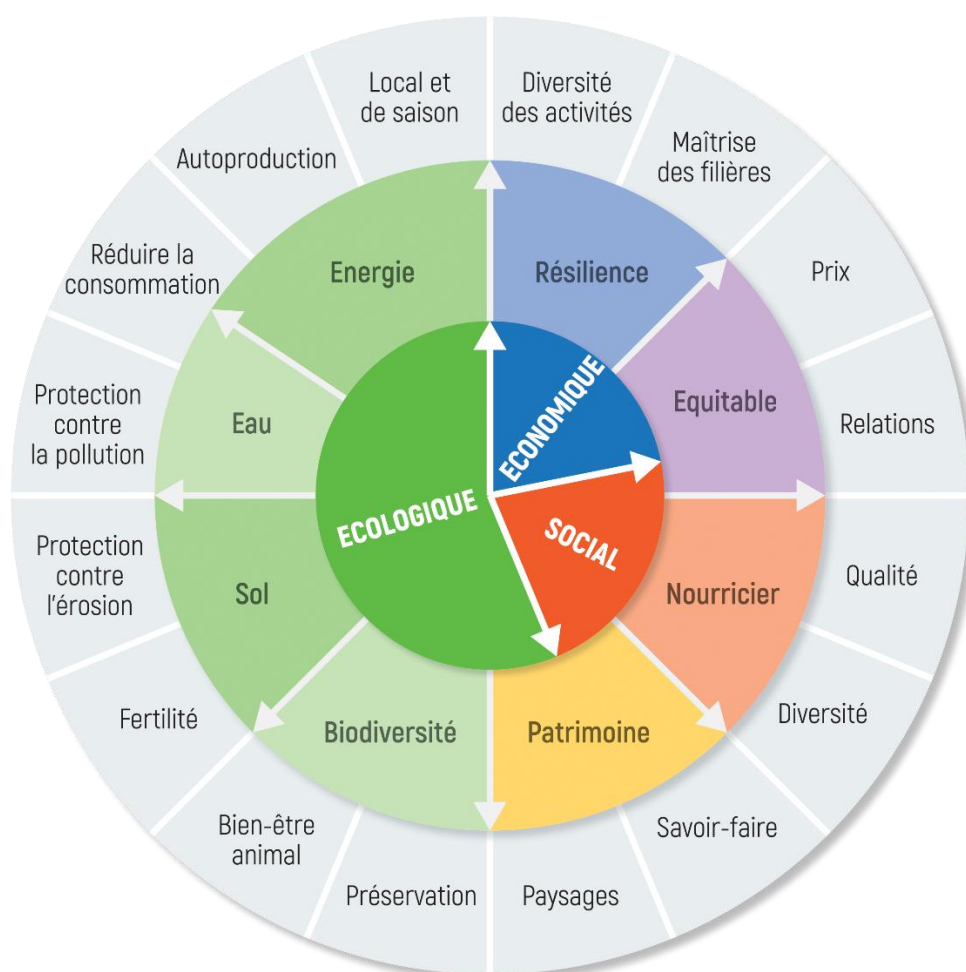 Local et
de saison
Diversité
des activités
Maîtrise
des filières
Prix
Relations
Qualité
Diversité
Savoir-faire
Paysages
Préservation
Bien-être
animal
Fertilité
Protection
contre
l'érosion
Protection
contre
la pollution
Réduire la
consommation
Autoproduction
Energie
Résilience
Equitable
Nourricier
Patrimoine
Biodiversité
Sol
Eau
ECOLOGIQUE
ECONOMIQUE
SOCIAL